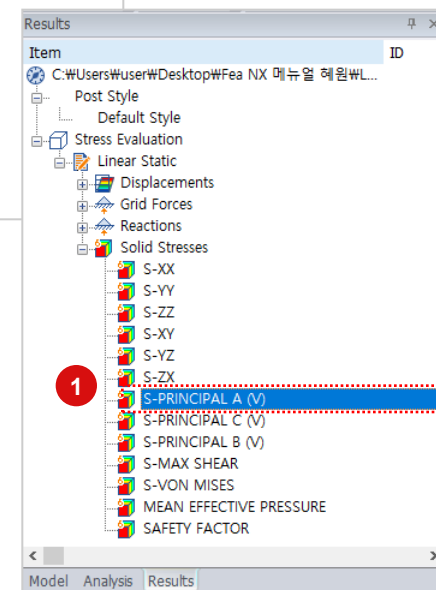 Results
Item ID
C:₩Users₩user₩Desktop₩Fea NX 메뉴얼 혜원₩L...
Post Style
Default Style
Stress Evaluation
Linear Static
Displacements
Grid Forces
Reactions
Solid Stresses
S-XX
S-YY
S-ZZ
S-XY
S-YZ
S-ZX
1 S-PRINCIPAL A (V)
S-PRINCIPAL C (V)
S-PRINCIPAL B (V)
S-MAX SHEAR
S-VON MISES
MEAN EFFECTIVE PRESSURE
SAFETY FACTOR
Model Analysis Results